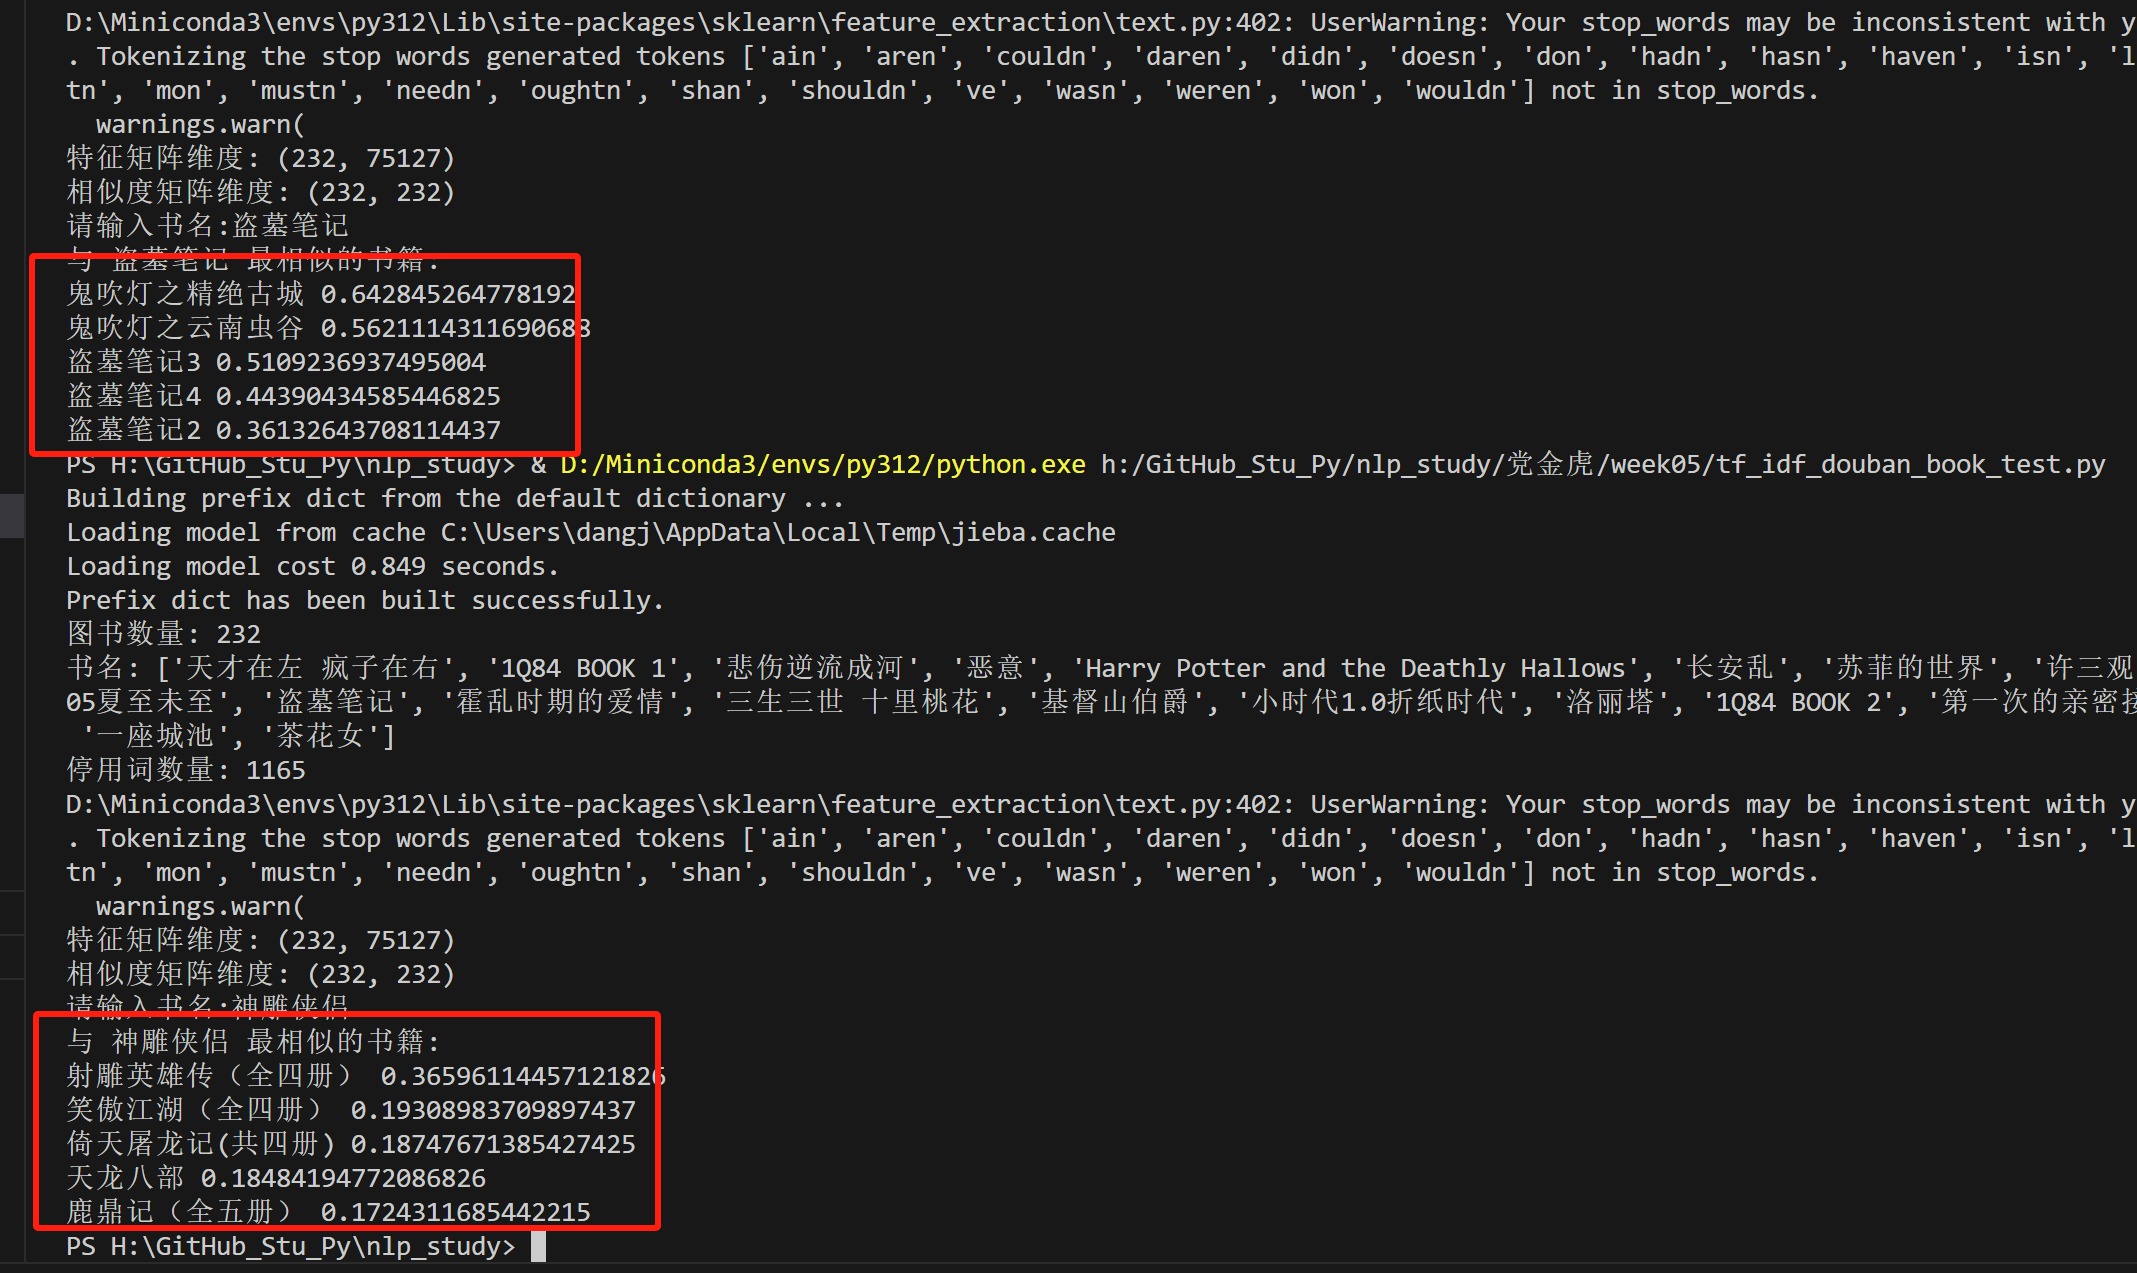 D:\Miniconda3\envs\py312\Lib\site-packages\sklearn\feature_extraction\text.py:402: UserWarning: Your stop_words may be inconsistent with y
. Tokenizing the stop words generated tokens ['ain', 'aren', 'couldn', 'daren', 'didn', 'doesn', 'don', 'hadn', 'hasn', 'haven', 'isn', 'l
tn', 'mon', 'mustn', 'needn', 'oughtn', 'shan', 'shouldn', 've', 'wasn', 'weren', 'won', 'wouldn'] not in stop_words.
warnings.warn(
特征矩阵维度: (232, 75127)
相似度矩阵维度: (232, 232)
请输入书名:盗墓笔记
与 盗墓笔记 最相似的书籍:
鬼吹灯之精绝古城 0.642845264778192
鬼吹灯之云南虫谷 0.5621114311690688
盗墓笔记3 0.5109236937495004
盗墓笔记4 0.44390434585446825
盗墓笔记2 0.36132643708114437
PS H:\GitHub_Stu_Py\nlp_study> & D:/Miniconda3/envs/py312/python.exe h:/GitHub_Stu_Py/nlp_study/党金虎/week05/tf_idf_douban_book_test.py
Building prefix dict from the default dictionary ...
Loading model from cache C:\Users\dangj\AppData\Local\Temp\jieba.cache
Loading model cost 0.849 seconds.
Prefix dict has been built successfully.
图书数量: 232
书名: ['天才在左 疯子在右', '1Q84 BOOK 1', '悲伤逆流成河', '恶意', 'Harry Potter and the Deathly Hallows', '长安乱', '苏菲的世界', '许三观
05夏至未至', '盗墓笔记', '霍乱时期的爱情', '三生三世 十里桃花', '基督山伯爵', '小时代1.0折纸时代', '洛丽塔', '1Q84 BOOK 2', '第一次的亲密接
'一座城池', '茶花女']
停用词数量: 1165
D:\Miniconda3\envs\py312\Lib\site-packages\sklearn\feature_extraction\text.py:402: UserWarning: Your stop_words may be inconsistent with y
. Tokenizing the stop words generated tokens ['ain', 'aren', 'couldn', 'daren', 'didn', 'doesn', 'don', 'hadn', 'hasn', 'haven', 'isn', 'l
tn', 'mon', 'mustn', 'needn', 'oughtn', 'shan', 'shouldn', 've', 'wasn', 'weren', 'won', 'wouldn'] not in stop_words.
warnings.warn(
特征矩阵维度: (232, 75127)
相似度矩阵维度: (232, 232)
请输入书名:神雕侠侣
与 神雕侠侣 最相似的书籍:
射雕英雄传（全四册） 0.36596114457121826
笑傲江湖（全四册） 0.19308983709897437
倚天屠龙记(共四册) 0.18747671385427425
天龙八部 0.18484194772086826
鹿鼎记（全五册） 0.1724311685442215
PS H:\GitHub_Stu_Py\nlp_study>